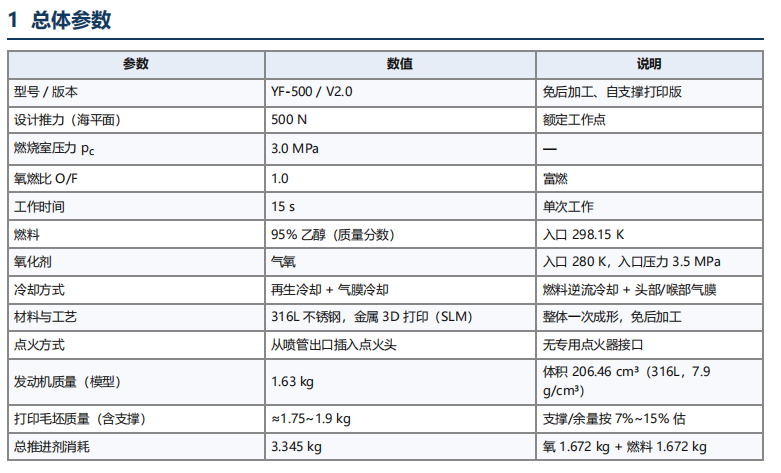 1 总体参数
参数 数值 说明
型号 / 版本 YF-500 / V2.0 免后加工、自支撑打印版
设计推力（海平面） 500 N 额定工作点
燃烧室压力 pc 3.0 MPa —
氧燃比 O/F 1.0 富燃
工作时间 15 s 单次工作
燃料 95% 乙醇（质量分数） 入口 298.15 K
氧化剂 气氧 入口 280 K，入口压力 3.5 MPa
冷却方式 再生冷却 + 气膜冷却 燃料逆流冷却 + 头部/喉部气膜
材料与工艺 316L 不锈钢，金属 3D 打印（SLM） 整体一次成形，免后加工
点火方式 从喷管出口插入点火头 无专用点火器接口
发动机质量（模型） 1.63 kg 体积 206.46 cm³（316L，7.9
g/cm³）
打印毛坯质量（含支撑） ≈1.75~1.9 kg 支撑/余量按 7%~15% 估
总推进剂消耗 3.345 kg 氧 1.672 kg + 燃料 1.672 kg